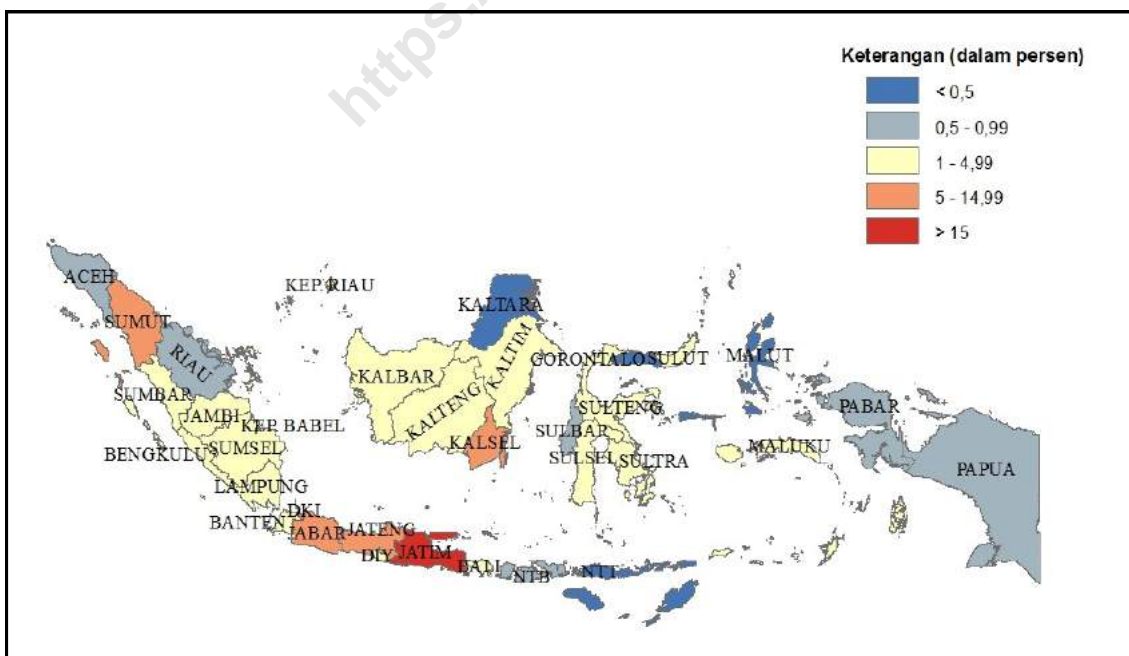 https:
Keterangan (dalam persen)
< 0,5
0,5 - 0,99
1 - 4,99
5 - 14,99
> 15
ACEH
KEP RIAU
KALTARA
SUMUT
RIAU
KALTIM
GORONTALO
SULUT
MALUT
KALBAR
SUMBAR
JAMBI
KEP. BABEL
KALTENG
SULTENG
PABAR
BENGKULU
SUMSEL
KALSEL
SULBAR
SULSEL
SULTRA
MALUKU
PAPUA
LAMPUNG
DKI
BANTEN
JABAR
JATENG
DIY
JATIM
BALI
NTB
NTT